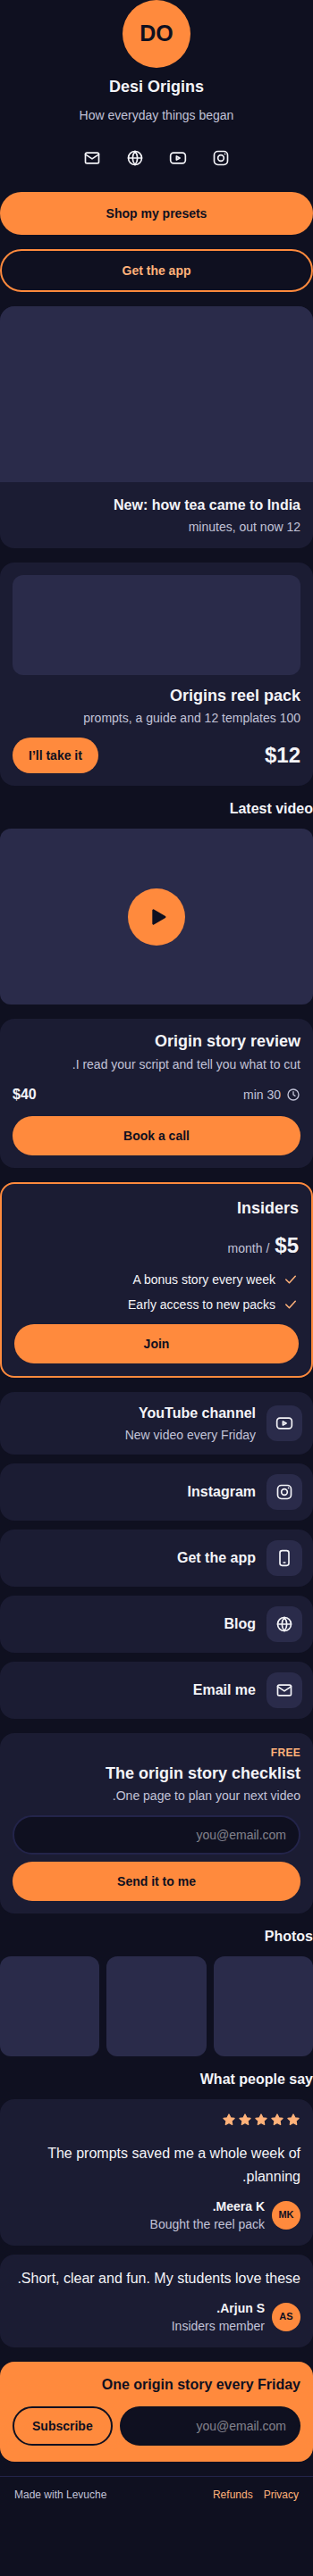 DO
Desi Origins
How everyday things began
Shop my presets
Get the app
New: how tea came to India
minutes, out now 12
Origins reel pack
prompts, a guide and 12 templates 100
I'll take it
$12
Latest video
Origin story review
.I read your script and tell you what to cut
$40
min 30
Book a call
Insiders
month / $5
A bonus story every week
Early access to new packs
Join
YouTube channel
New video every Friday
Instagram
Get the app
Blog
Email me
FREE
The origin story checklist
.One page to plan your next video
you@email.com
Send it to me
Photos
What people say
The prompts saved me a whole week of
.planning
.Meera K
MK
Bought the reel pack
.Short, clear and fun. My students love these
.Arjun S
AS
Insiders member
One origin story every Friday
Subscribe
you@email.com
Made with Levuche
Refunds
Privacy